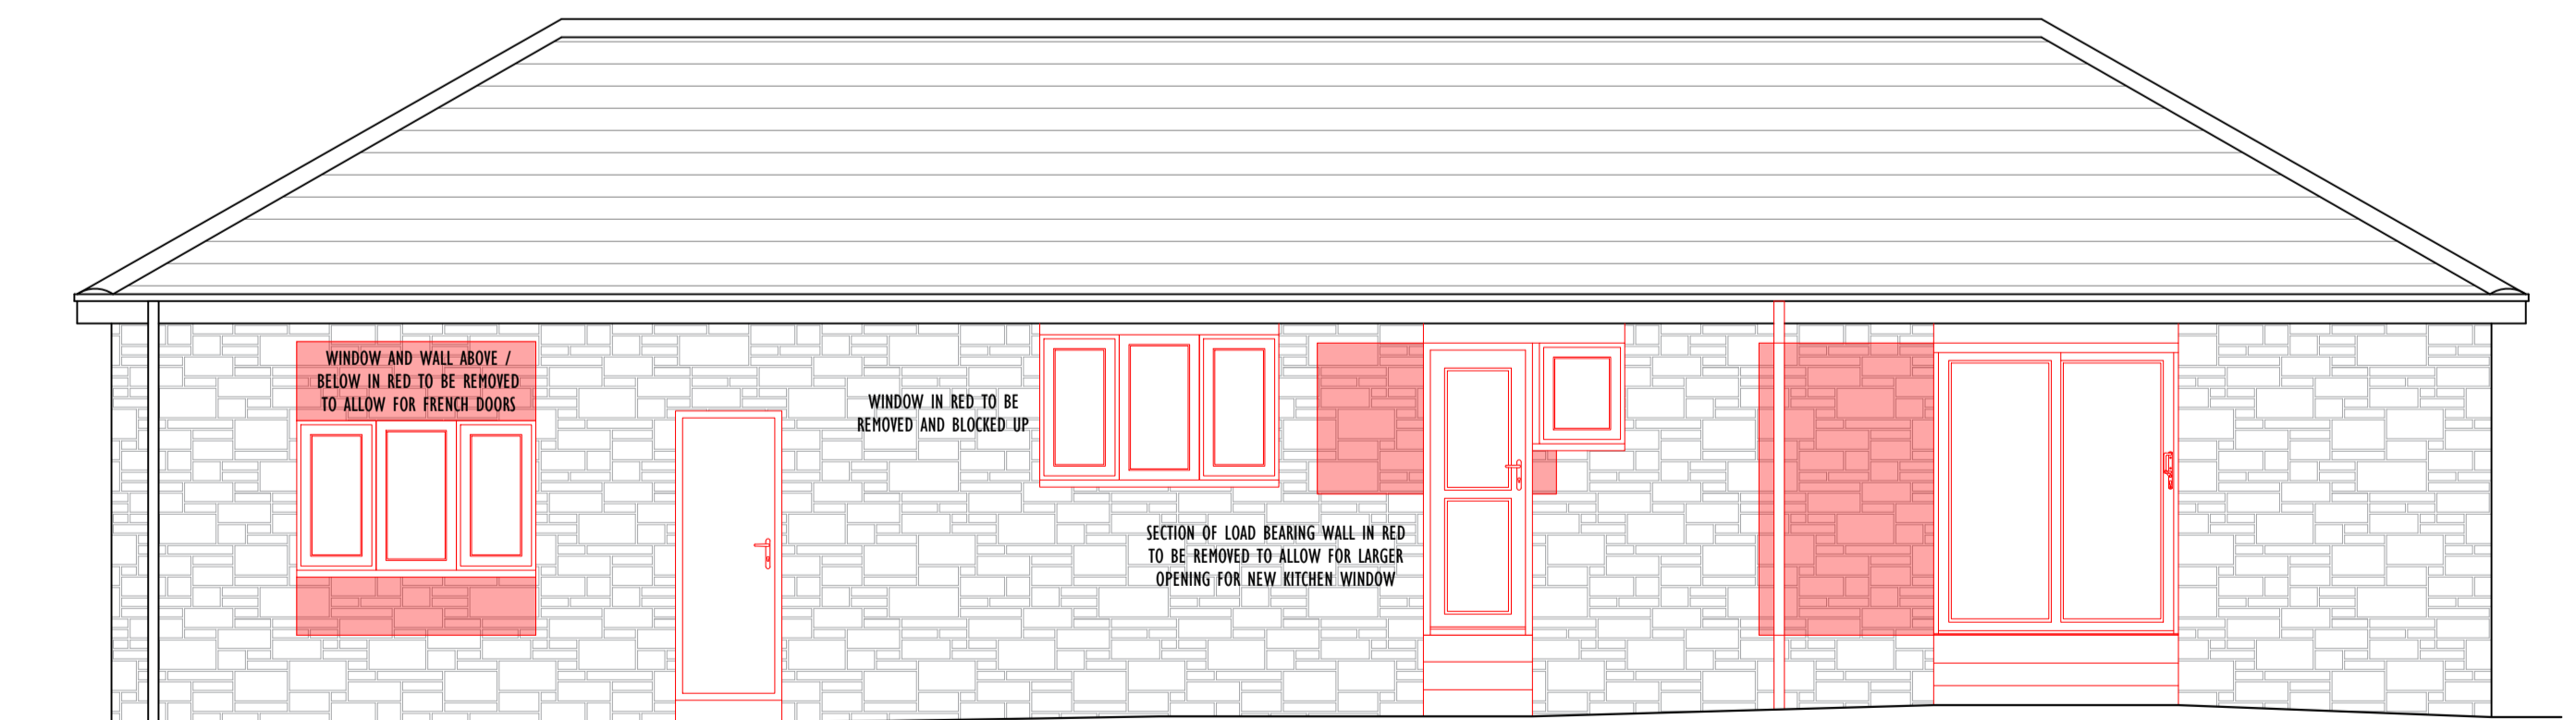 WINDOW AND WALL ABOVE /
BELOW IN RED TO BE REMOVED
TO ALLOW FOR FRENCH DOORS
WINDOW IN RED TO BE
REMOVED AND BLOCKED UP
SECTION OF LOAD BEARING WALL IN RED
TO BE REMOVED TO ALLOW FOR LARGER
OPENING FOR NEW KITCHEN WINDOW